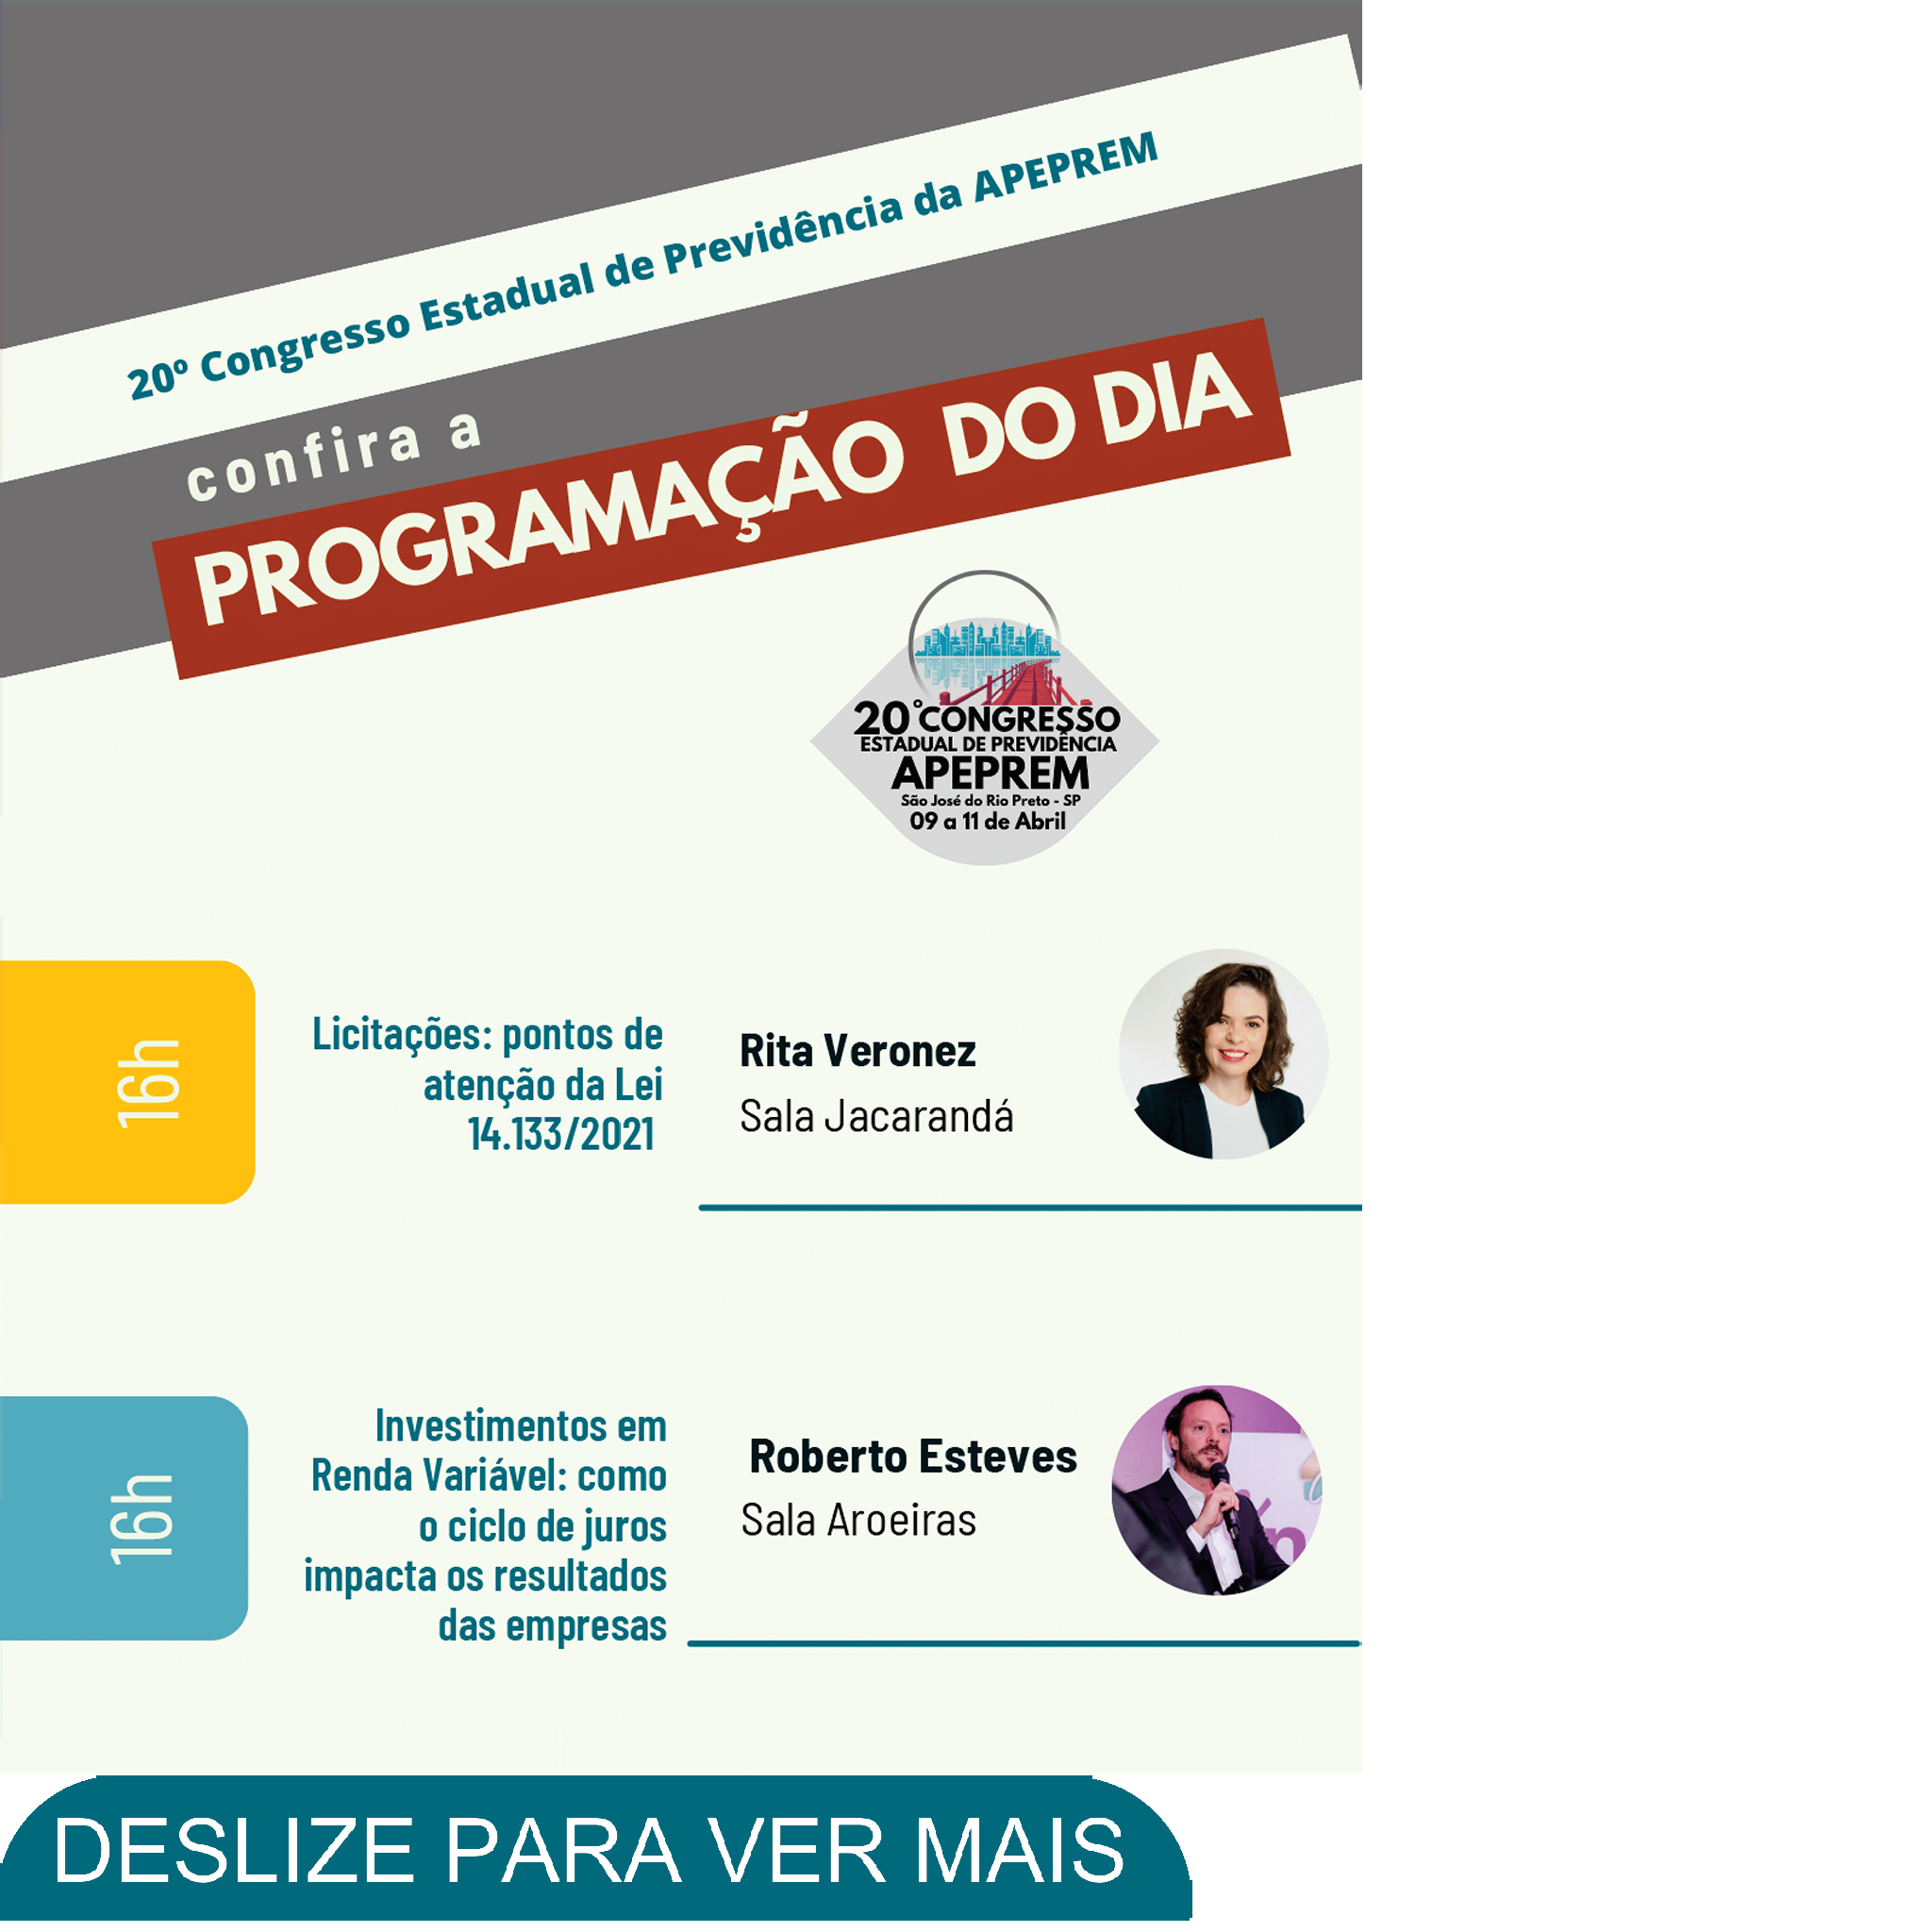 20º Congresso Estadual de Previdência da APEPREM
confira a
PROGRAMAÇÃO DO DIA
20º CONGRESSO
ESTADUAL DE PREVIDÊNCIA
APEPREM
São José do Rio Preto - SP
09 a 11 de Abril
16h
Licitações: pontos de
atenção da Lei
14.133/2021
Rita Veronez
Sala Jacarandá
16h
Investimentos em
Renda Variável: como
o ciclo de juros
impacta os resultados
das empresas
Roberto Esteves
Sala Aroeiras
DESLIZE PARA VER MAIS